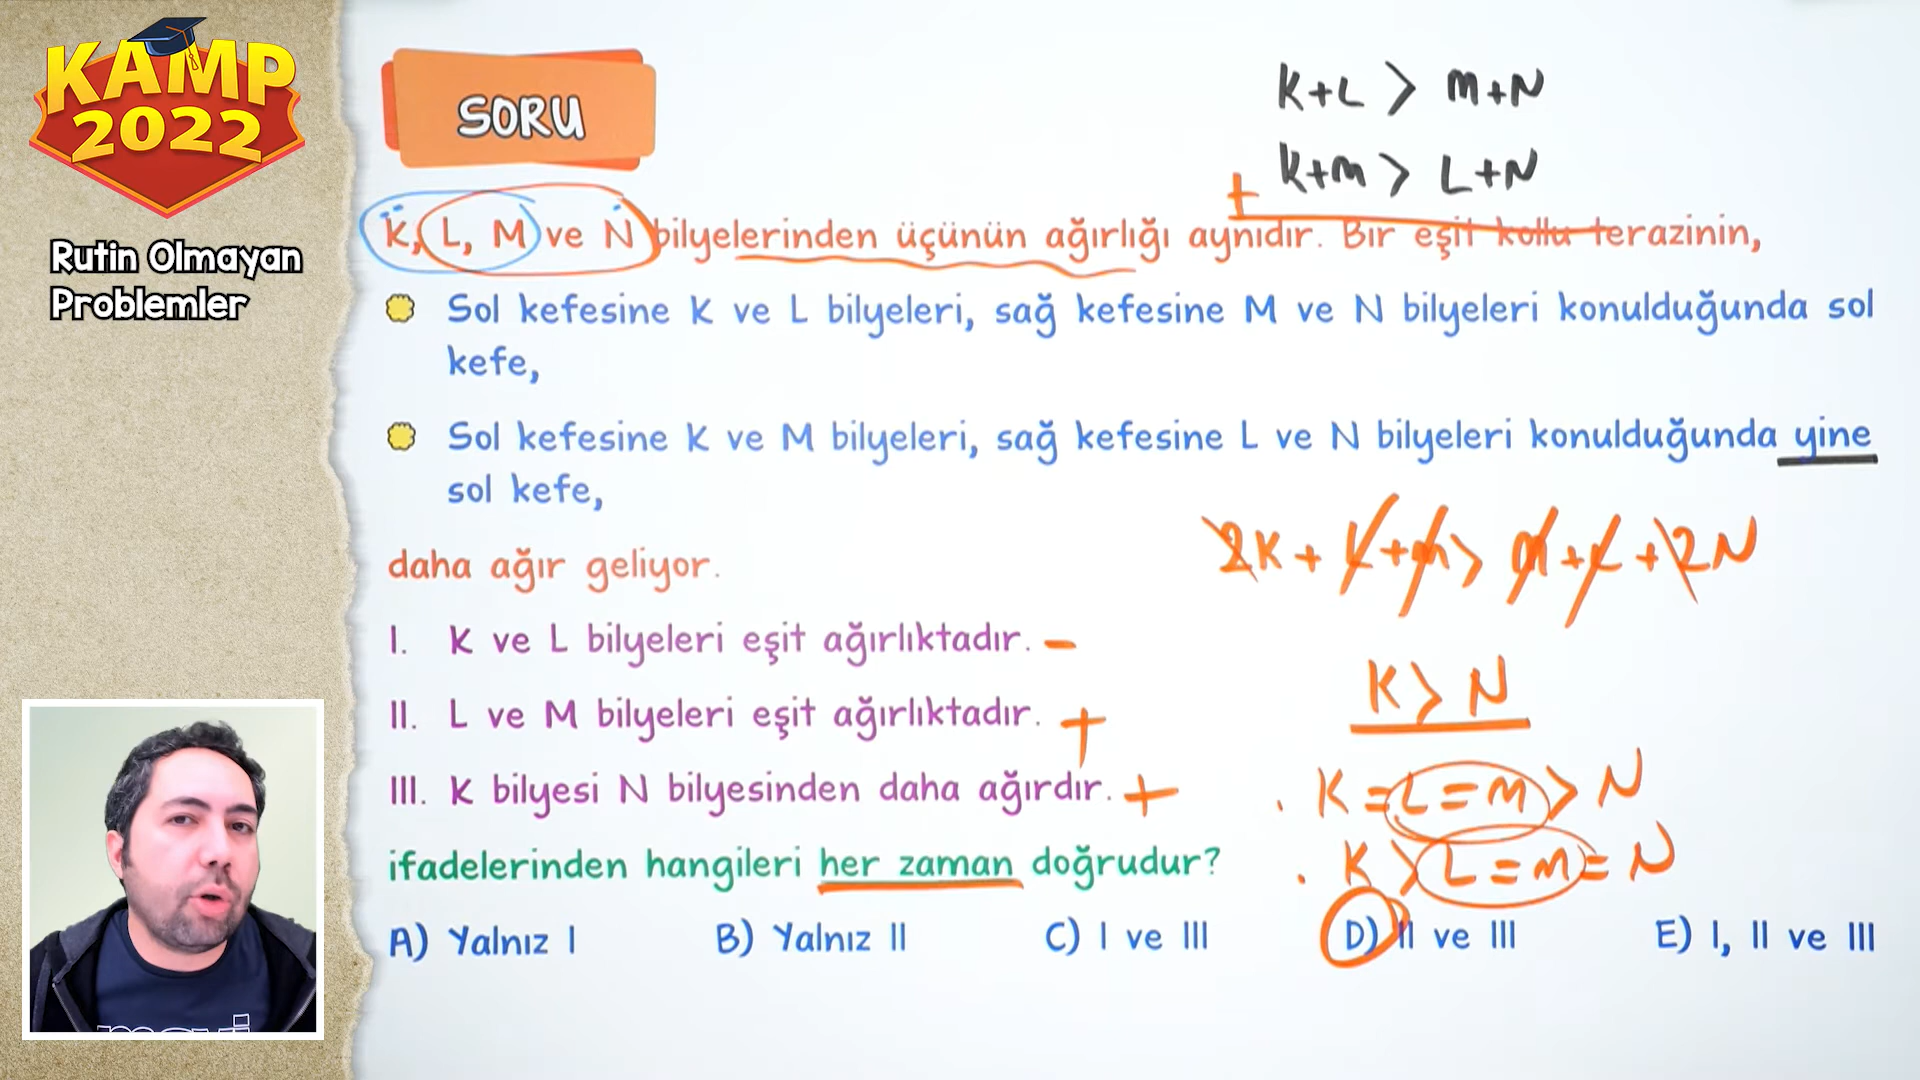 KAMP
2022
Rutin Olmayan
Problemler
SORU
K+L > M+N
K+M > L+N
+
K, L, M ve N bilyelerinden üçünün ağırlığı aynıdır. Bir eşit kollu terazinin,
Sol kefesine K ve L bilyeleri, sağ kefesine M ve N bilyeleri konulduğunda sol
kefe,
Sol kefesine K ve M bilyeleri, sağ kefesine L ve N bilyeleri konulduğunda yine
sol kefe,
2K + L + M > M + L + 2N
daha ağır geliyor.
I. K ve L bilyeleri eşit ağırlıktadır. −
K > N
II. L ve M bilyeleri eşit ağırlıktadır. +
III. K bilyesi N bilyesinden daha ağırdır. +
. K = L = M > N
ifadelerinden hangileri her zaman doğrudur?
. K > L = M = N
A) Yalnız I B) Yalnız II C) I ve III D) II ve III E) I, II ve III